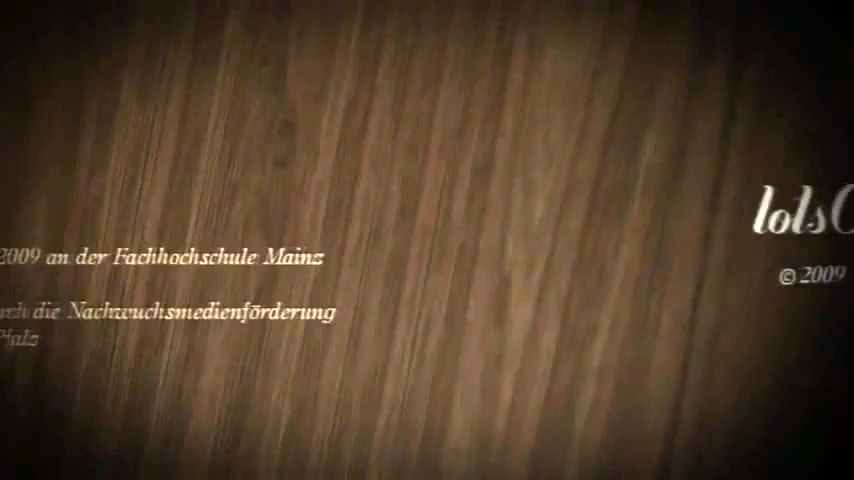 2009 an der Fachhochschule Mainz
die Nachwuchsmedienförderung
© 2009